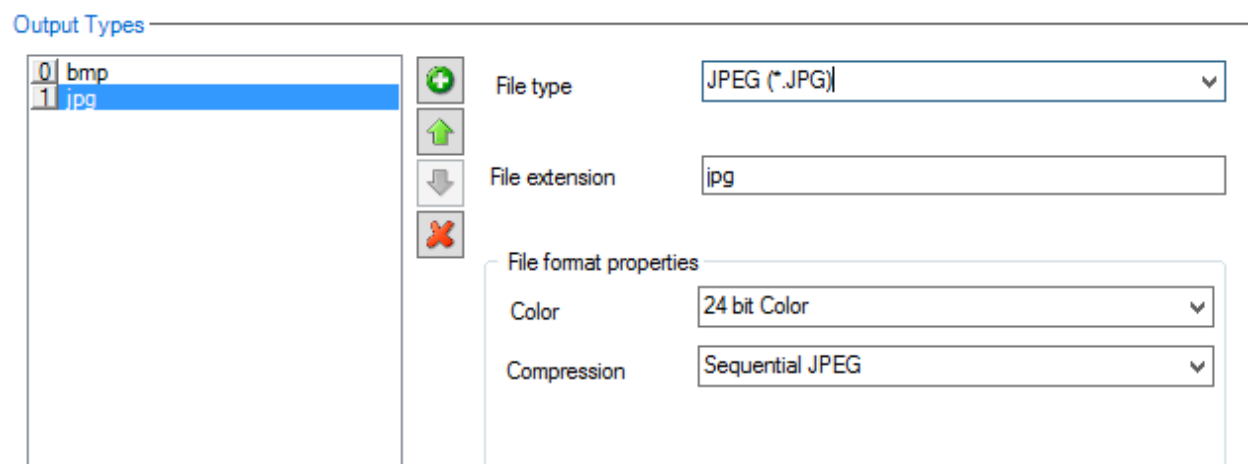 Output Types
0 bmp
1 jpg
File type
JPEG (*.JPG)
File extension
jpg
File format properties
Color
24 bit Color
Compression
Sequential JPEG